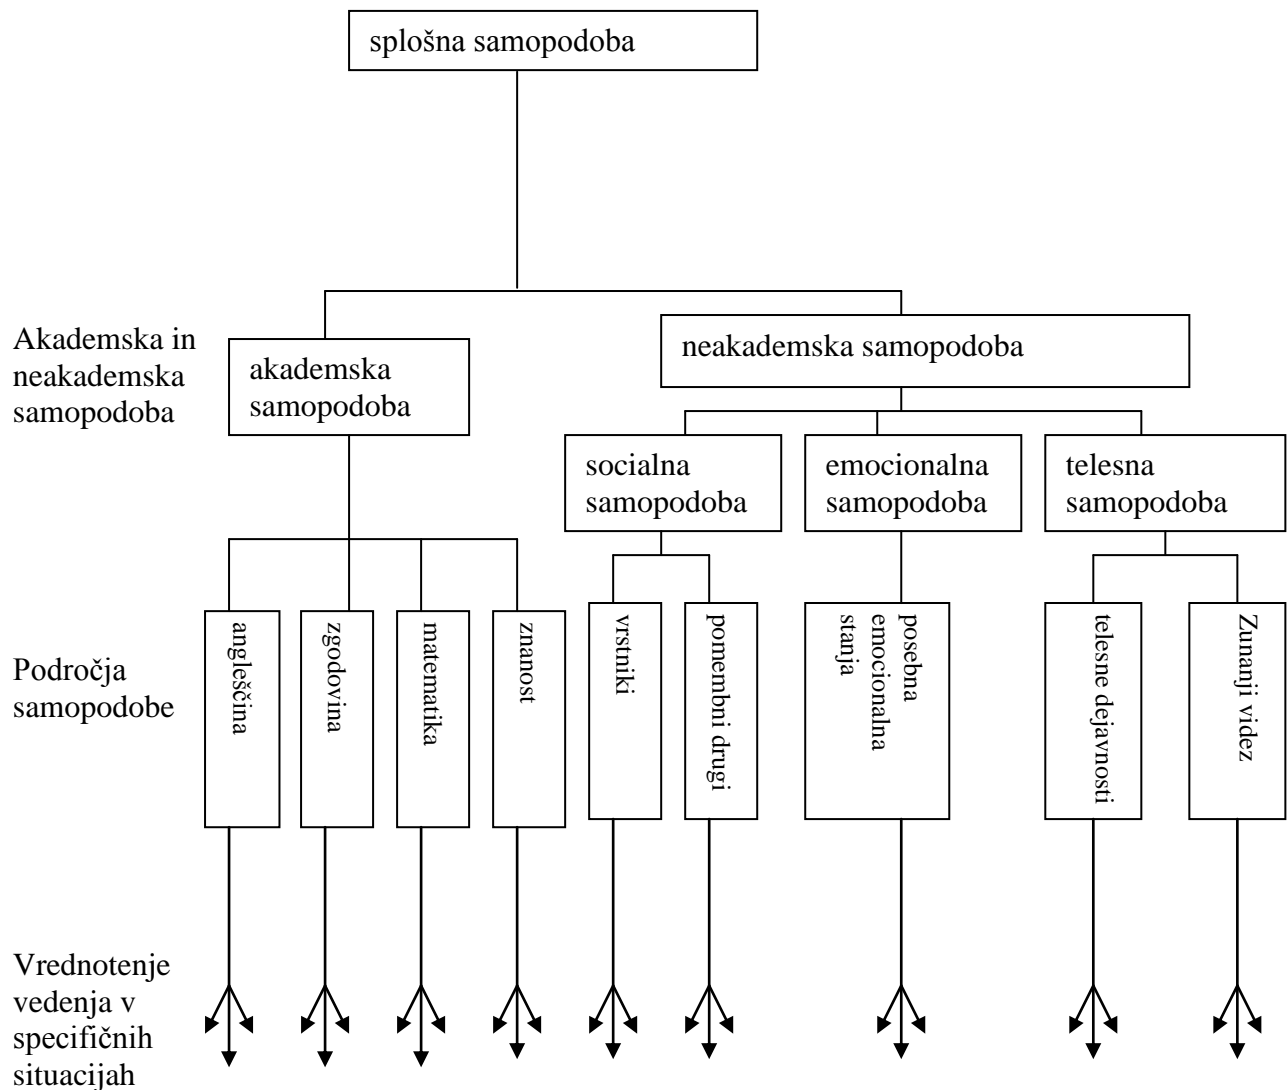 splošna samopodoba
Akademska in
neakademska
samopodoba
akademska
samopodoba
neakademska samopodoba
socialna
samopodoba
emocionalna
samopodoba
telesna
samopodoba
Področja
samopodobe
angleščina
zgodovina
matematika
znanost
vrstniki
pomembni drugi
posebna
emocionalna
stanja
telesne dejavnosti
Zunanji videz
Vrednotenje
vedenja v
specifičnih
situacijah